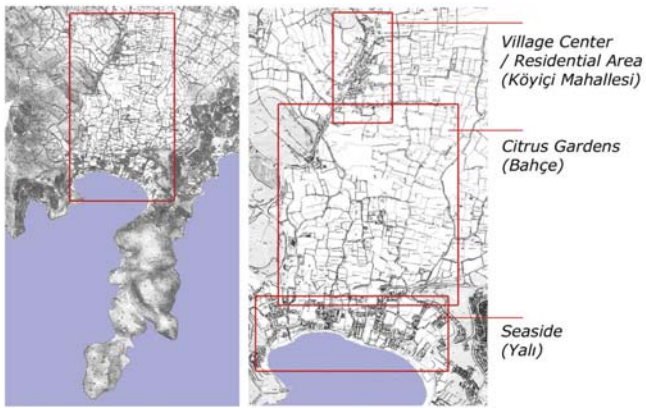 Village Center
/ Residential Area
(Köyiçi Mahallesi)
Citrus Gardens
(Bahçe)
Seaside
(Yalı)